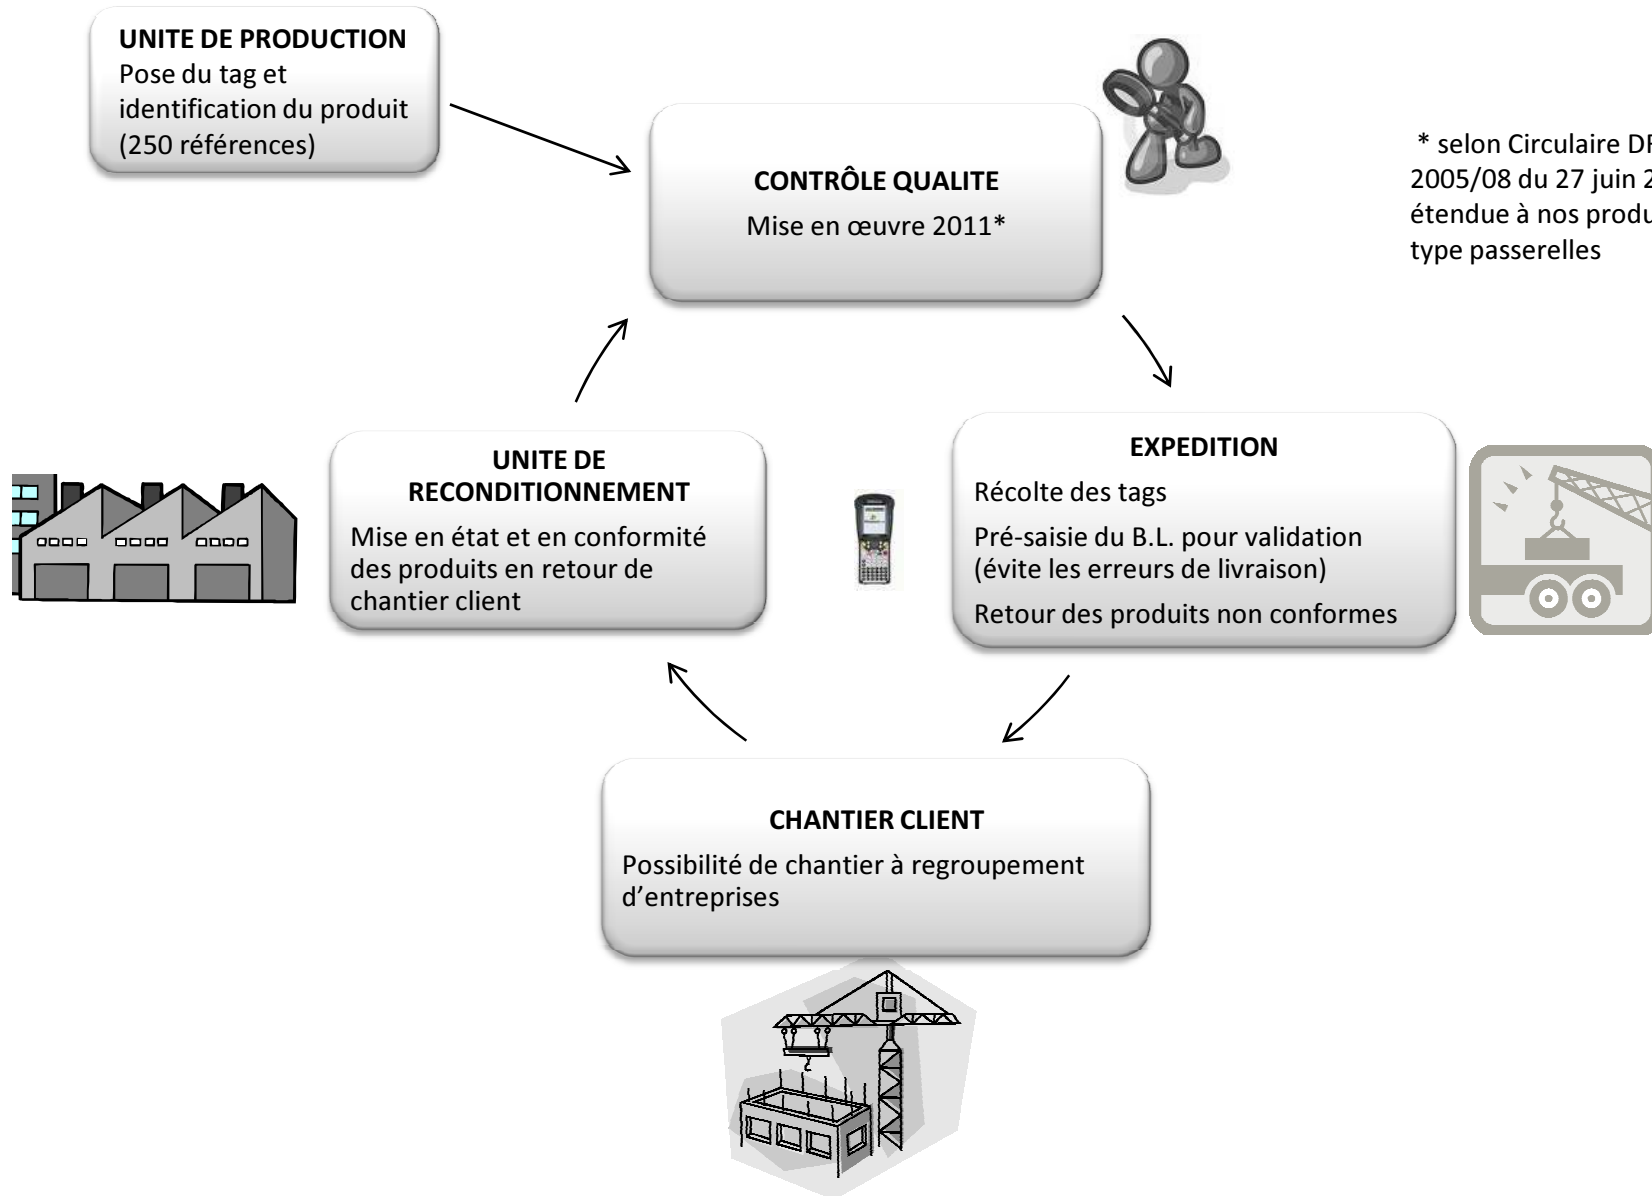 UNITE DE PRODUCTION
Pose du tag et
identification du produit
(250 références)
CONTRÔLE QUALITE
Mise en œuvre 2011*
* selon Circulaire
2005/08 du 27 juin
étendue à nos
type passerelles
UNITE DE
RECONDITIONNEMENT
Mise en état et en conformité
des produits en retour de
chantier client
EXPEDITION
Récolte des tags
Pré-saisie du B.L. pour validation
(évite les erreurs de livraison)
Retour des produits non conformes
CHANTIER CLIENT
Possibilité de chantier à regroupement
d’entreprises